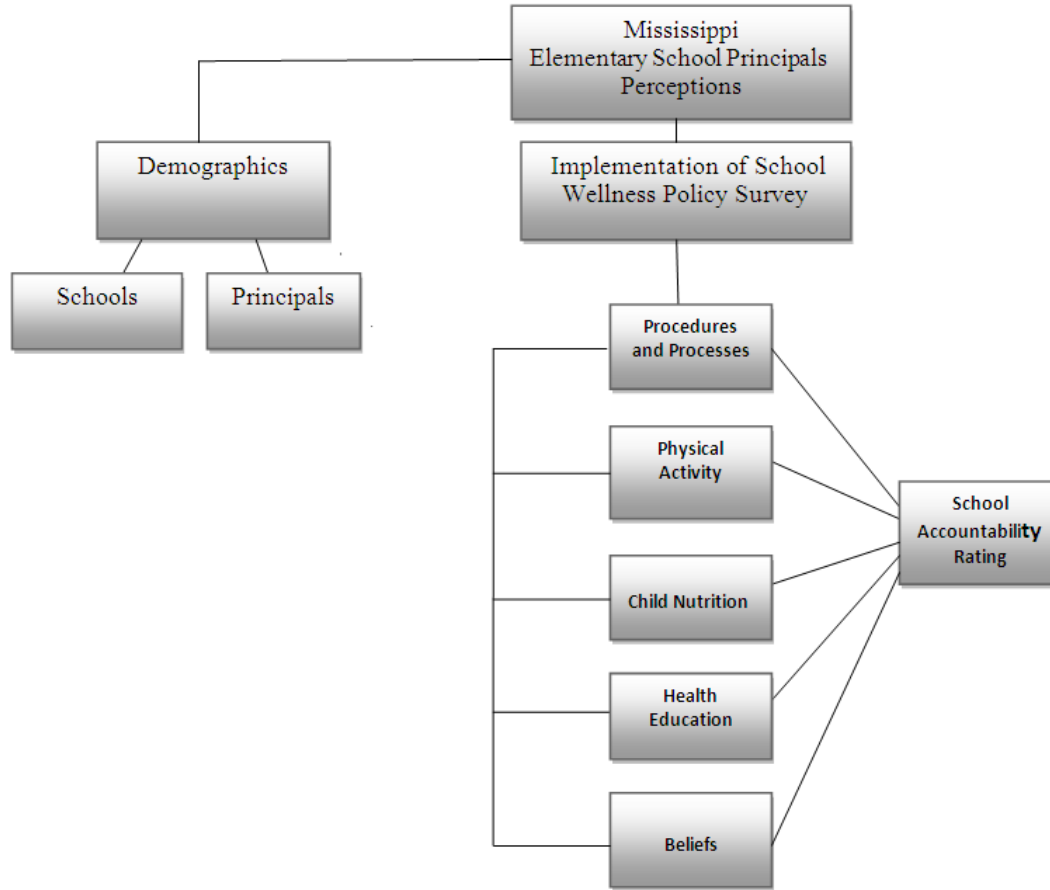 Mississippi
Elementary School Principals
Perceptions
Demographics
Implementation of School
Wellness Policy Survey
Schools
Principals
Procedures
and Processes
Physical
Activity
School
Accountability
Rating
Child Nutrition
Health
Education
Beliefs